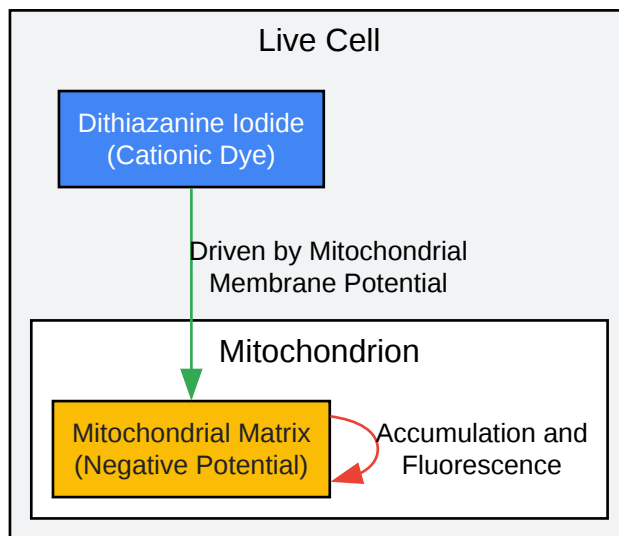 Live Cell
Dithiazanine Iodide
(Cationic Dye)
Driven by Mitochondrial
Membrane Potential
Mitochondrion
Mitochondrial Matrix
(Negative Potential)
Accumulation and
Fluorescence